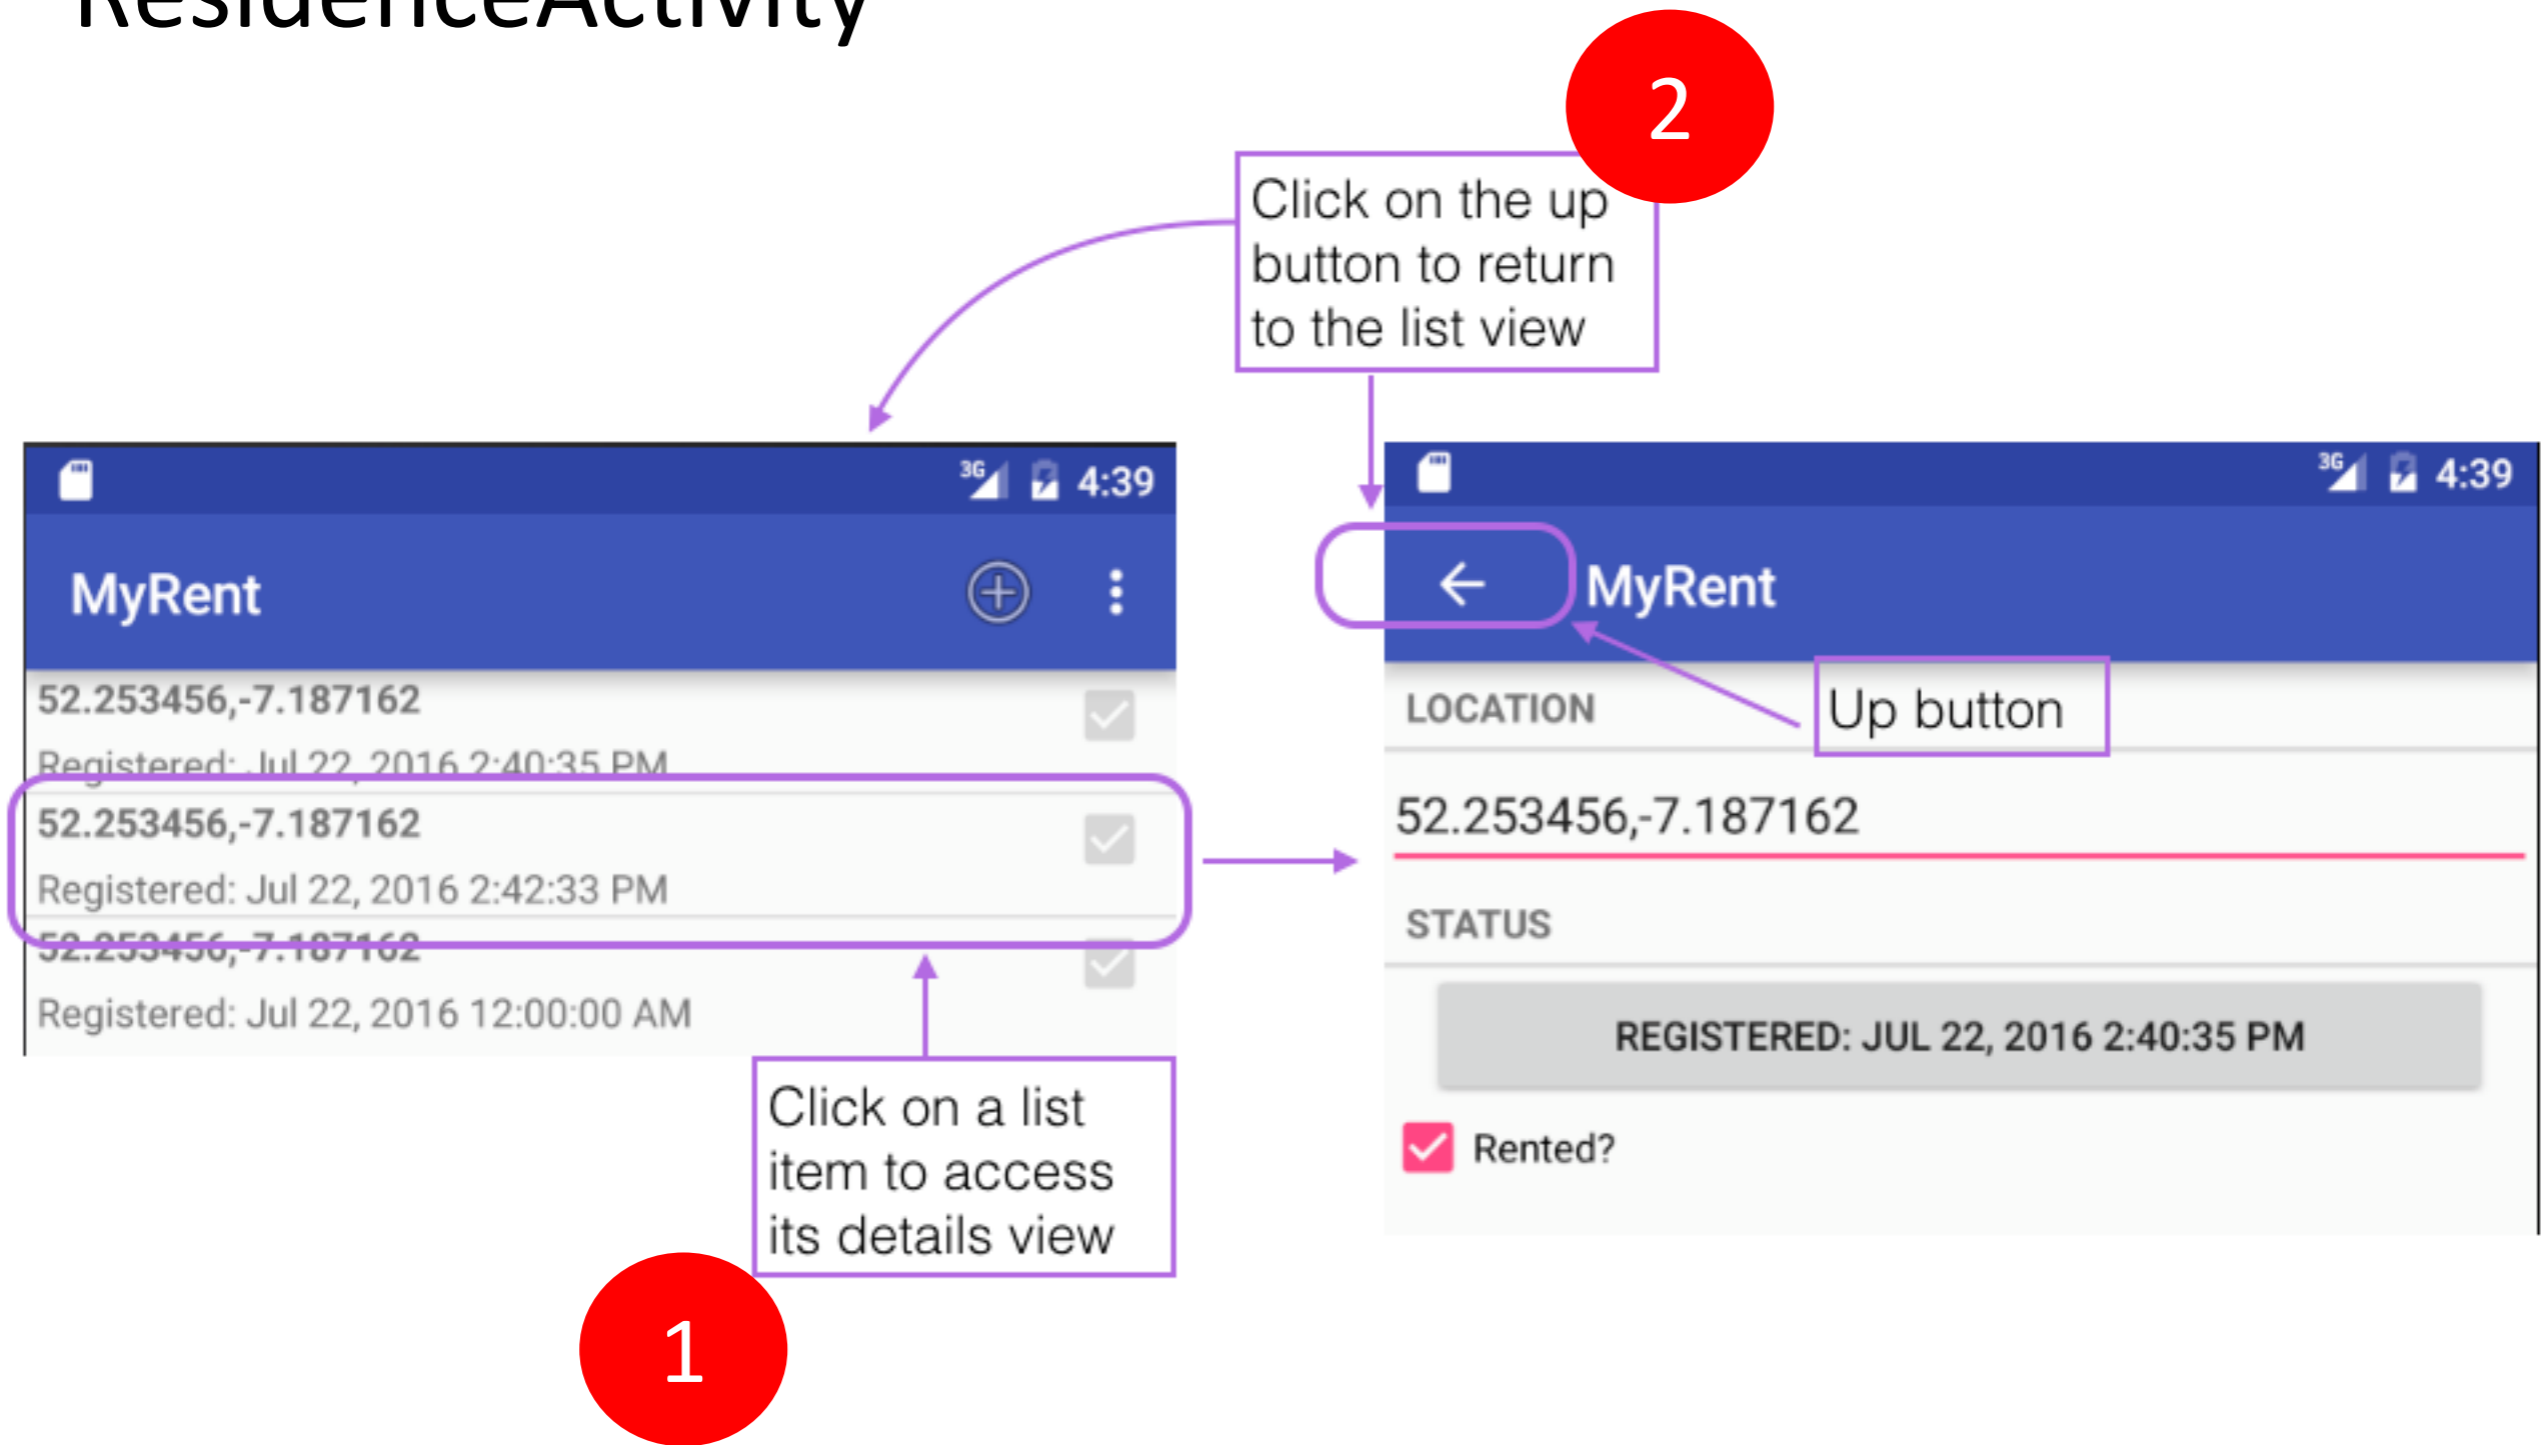 ResidenceActivity
2
Click on the up
button to return
to the list view
3G 4:39
MyRent
52.253456,-7.187162
Registered: Jul 22, 2016 2:40:35 PM
52.253456,-7.187162
Registered: Jul 22, 2016 2:42:33 PM
52.253456,-7.187162
Registered: Jul 22, 2016 12:00:00 AM
Click on a list
item to access
its details view
1
3G 4:39
MyRent
Up button
LOCATION
52.253456,-7.187162
STATUS
REGISTERED: JUL 22, 2016 2:40:35 PM
Rented?